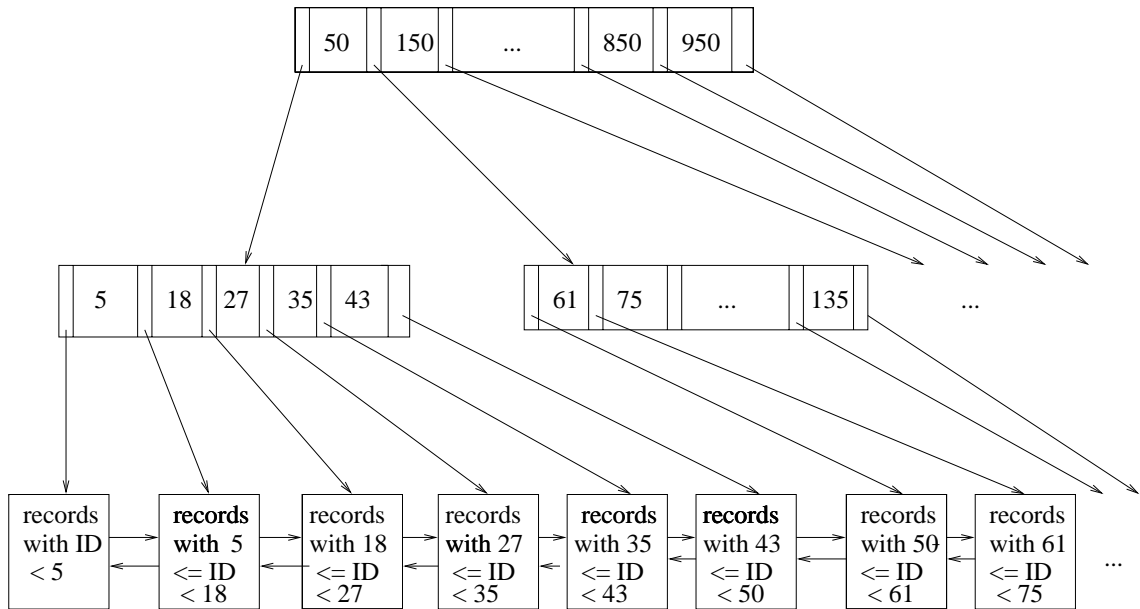 50 150 ... 850 950
5 18 27 35 43
61 75 ... 135
...
records
with ID
< 5
records
with 5
<= ID
< 18
records
with 18
<= ID
< 27
records
with 27
<= ID
< 35
records
with 35
<= ID
< 43
records
with 43
<= ID
< 50
records
with 50
<= ID
< 61
records
with 61
<= ID
< 75
...